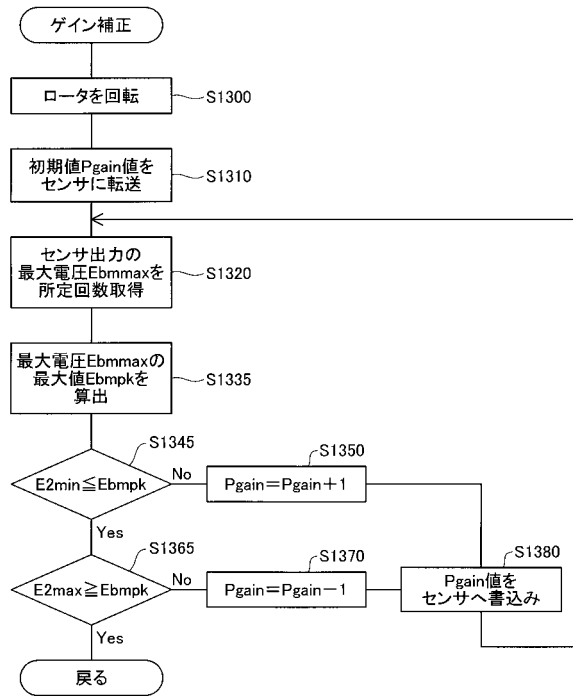 ゲイン補正
ロータを回転
S1300
初期値Pgain値を
センサに転送
S1310
センサ出力の
最大電圧Ebmmaxを
所定回数取得
S1320
最大電圧Ebmmaxの
最大値Ebmpkを
算出
S1335
S1345
E2min≦Ebmpk
No
Yes
S1350
Pgain=Pgain+1
S1365
E2max≧Ebmpk
No
Yes
S1370
Pgain=Pgain−1
S1380
Pgain値を
センサへ書込み
戻る